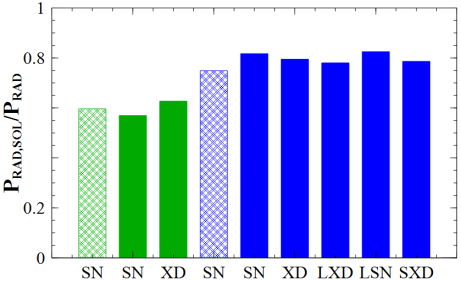 P_RAD,SOL/P_RAD
1
0.8
0.2
0
SN SN XD SN SN XD LXD LSN SXD